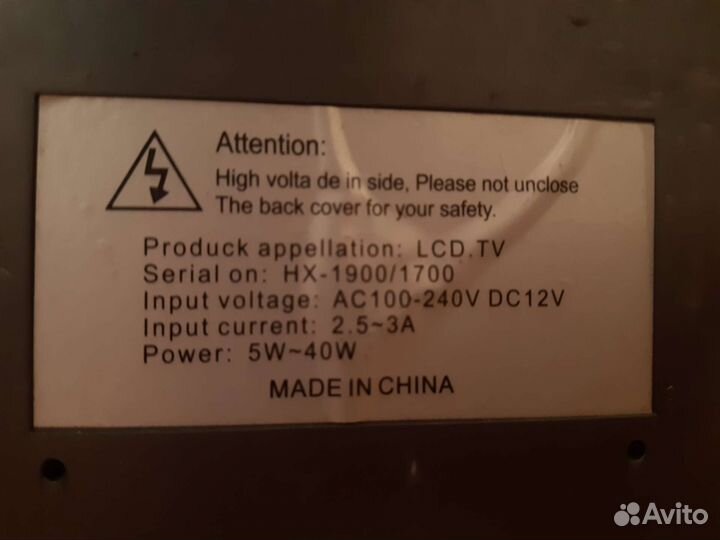 Attention:
High volta de in side, Please not unclose
The back cover for your safety.
Produck appellation: LCD.TV
Serial on: HX-1900/1700
Input voltage: AC100-240V DC12V
Input current: 2.5~3A
Power: 5W~40W
MADE IN CHINA
Avito